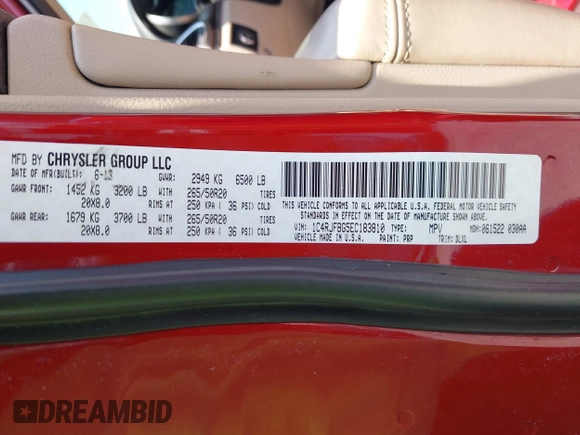 MFD BY CHRYSLER GROUP LLC
DATE OF MFR(BUILT): 6-13 GVWR: 2949 KG 6500 LB
GAWR FRONT: 1452 KG 3200 LB WITH 265/50R20 TIRES
20X8.0 RIMS AT 250 KPA ( 36 PSI) COLD
GAWR REAR: 1679 KG 3700 LB WITH 265/50R20 TIRES
20X8.0 RIMS AT 250 KPA ( 36 PSI) COLD
THIS VEHICLE CONFORMS TO ALL APPLICABLE U.S.A. FEDERAL MOTOR VEHICLE SAFETY
STANDARDS IN EFFECT ON THE DATE OF MANUFACTURE SHOWN ABOVE.
VIN: 1C4RJFBG5EC183810 TYPE: MPV MDH: 061522 030AA
VEHICLE MADE IN U.S.A. PAINT: PRP TRIM: DLXL
DREAMBID